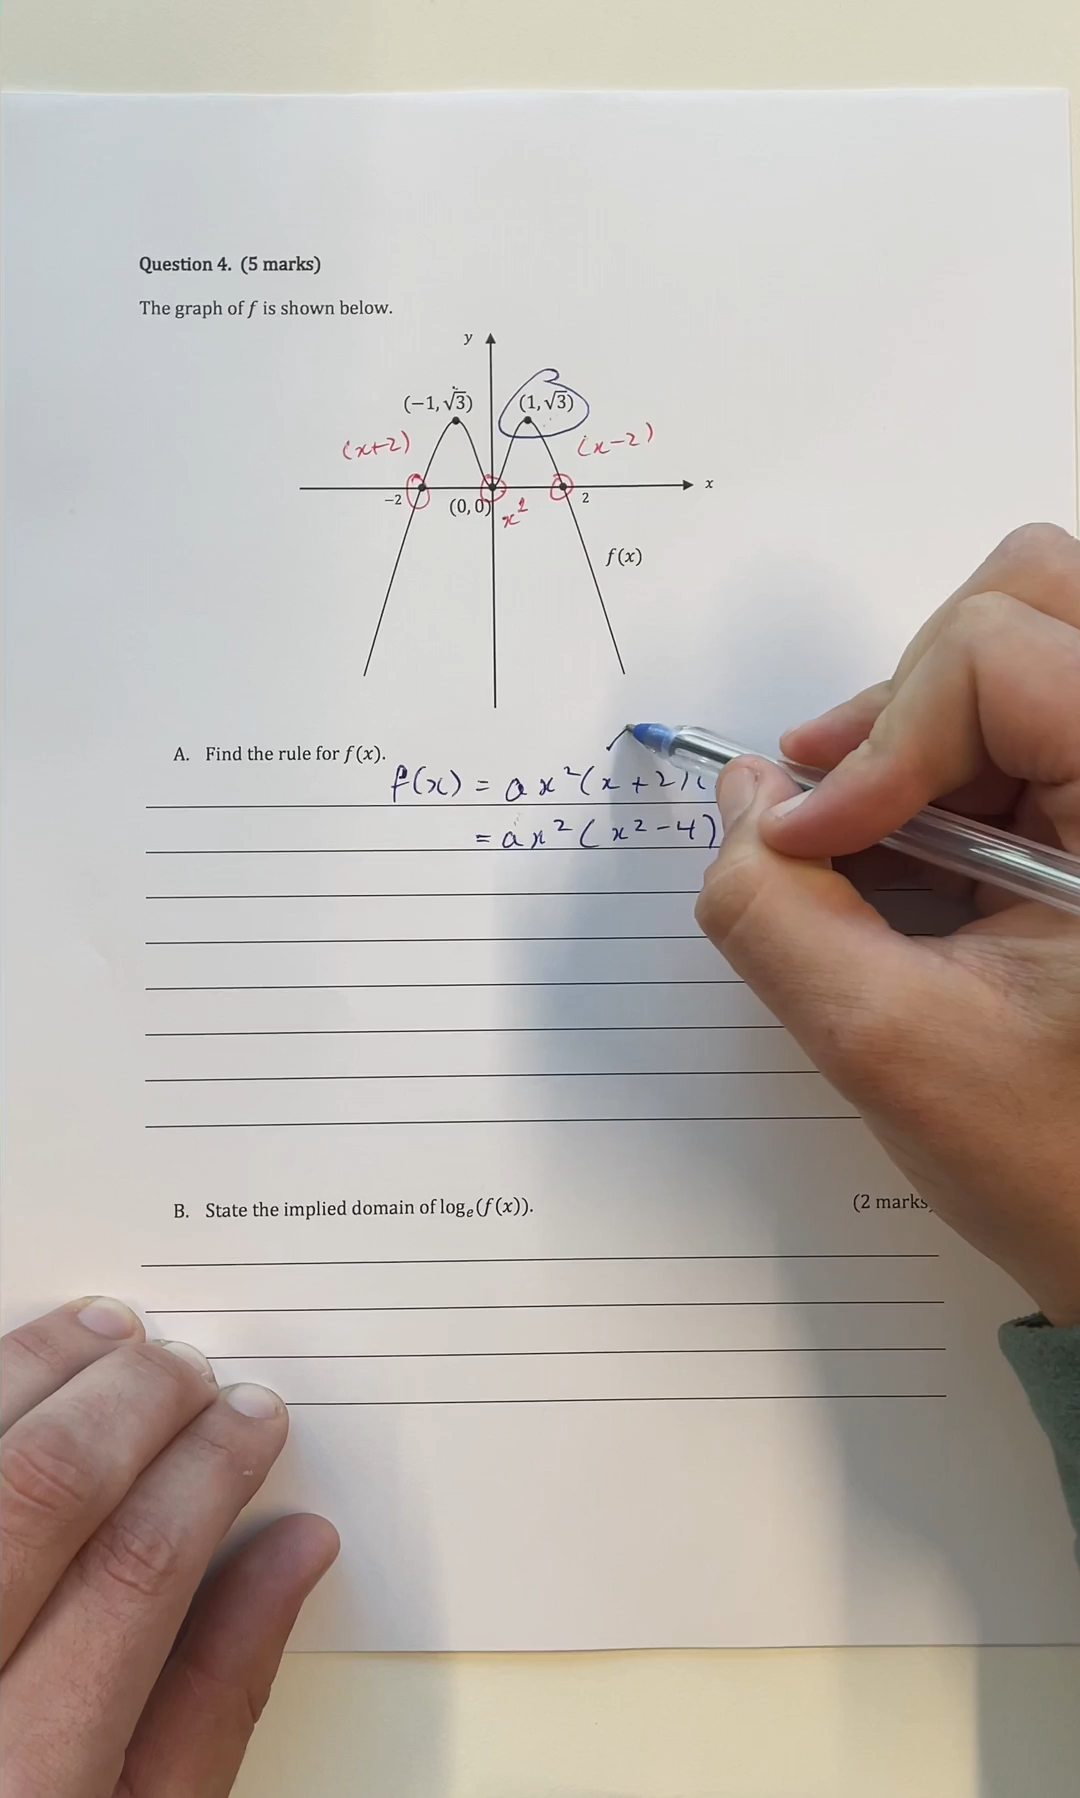 Question 4. (5 marks)
The graph of f is shown below.
y
(−1, √3)
(1, √3)
(x+2)
(x−2)
x
−2
(0, 0)
x²
2
f(x)
A. Find the rule for f(x).
f(x) = ax²(x+2)(
= ax²(x²−4)
B. State the implied domain of logₑ(f(x)).
(2 marks)